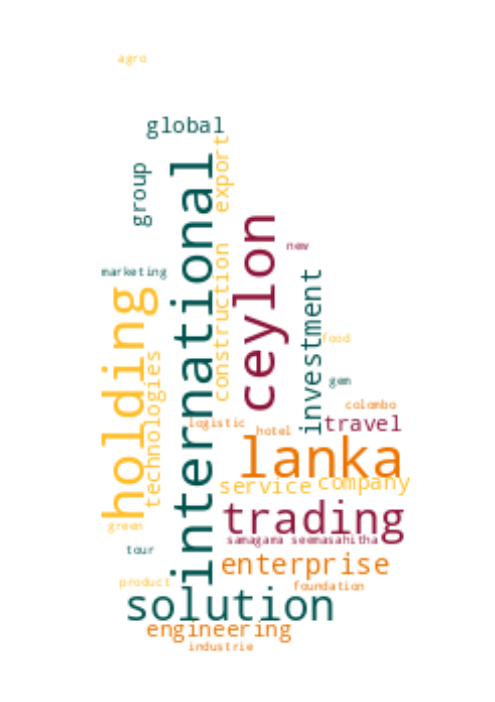 agro
global
group
export
international
ceylon
new
marketing
investment
construction
holding
food
technologies
gem
colombo
logistic
travel
hotel
lanka
service
company
trading
green
samagama seemasahitha
tour
enterprise
product
foundation
solution
engineering
industrie